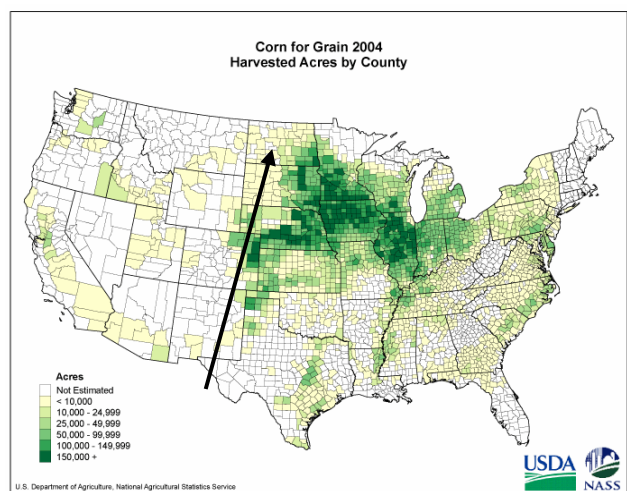 Corn for Grain 2004
Harvested Acres by County
Acres
Not Estimated
< 10,000
10,000 - 24,999
25,000 - 49,999
50,000 - 99,999
100,000 - 149,999
150,000 +
U.S. Department of Agriculture, National Agricultural Statistics Service
USDA
NASS